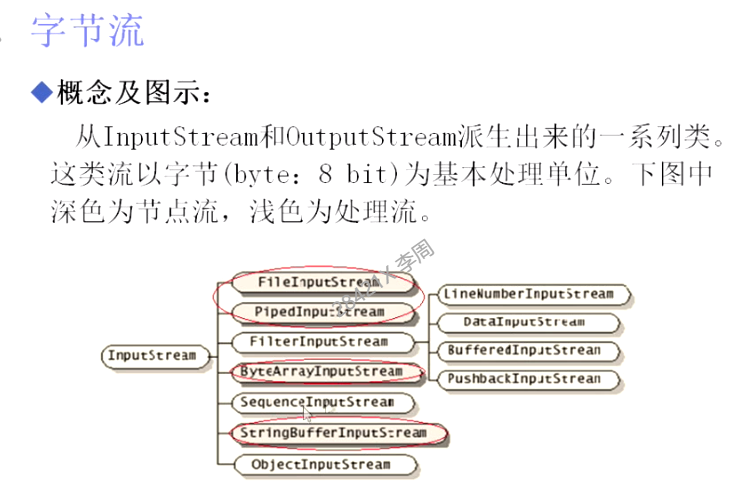 字节流
◆概念及图示：
从InputStream和OutputStream派生出来的一系列类。
这类流以字节(byte：8 bit)为基本处理单位。下图中
深色为节点流，浅色为处理流。
FileInputStream
PipedInputStream
FilterInputStream
InputStream
ByteArrayInputStream
SequenceInputStream
StringBufferInputStream
ObjectInputStream
LineNumberInputStream
DataInputStream
BufferedInputStream
PushbackInputStream
李周